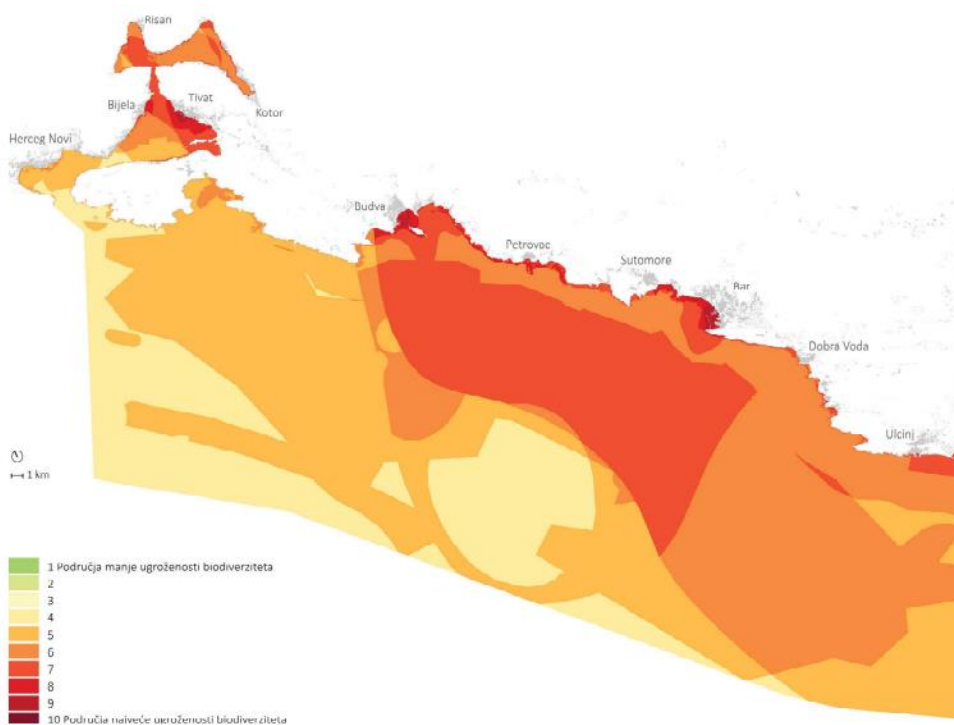 Risan
Bijela
Tivat
Kotor
Herceg Novi
Budva
Petrovac
Sutomore
Bar
Dobra Voda
Ulcinj
1 km
1 Područja manje ugroženosti biodiverziteta
2
3
4
5
6
7
8
9
10 Područja najveće ugroženosti biodiverziteta